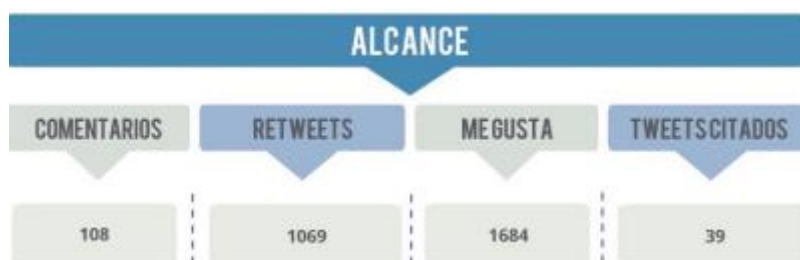 ALCANCE
COMENTARIOS RETWEETS ME GUSTA TWEETS CITADOS
108 1069 1684 39